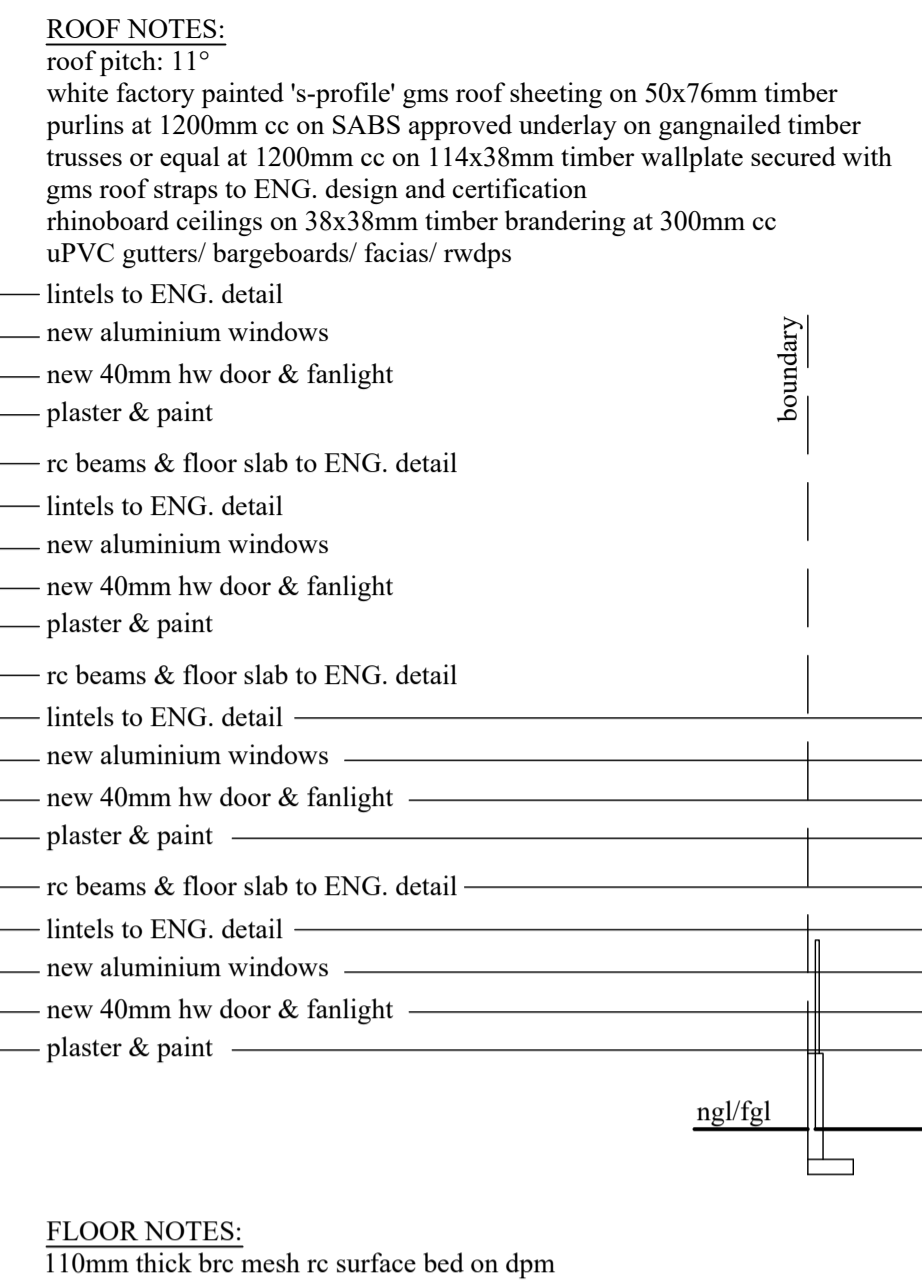 ROOF NOTES:
roof pitch: 11°
white factory painted 's-profile' gms roof sheeting on 50x76mm timber
purlins at 1200mm cc on SABS approved underlay on gangnailed timber
trusses or equal at 1200mm cc on 114x38mm timber wallplate secured with
gms roof straps to ENG. design and certification
rhinoboard ceilings on 38x38mm timber brandering at 300mm cc
uPVC gutters/ bargeboards/ facias/ rwdps
lintels to ENG. detail
new aluminium windows
new 40mm hw door & fanlight
plaster & paint
boundary
rc beams & floor slab to ENG. detail
lintels to ENG. detail
new aluminium windows
new 40mm hw door & fanlight
plaster & paint
rc beams & floor slab to ENG. detail
lintels to ENG. detail
new aluminium windows
new 40mm hw door & fanlight
plaster & paint
rc beams & floor slab to ENG. detail
lintels to ENG. detail
new aluminium windows
new 40mm hw door & fanlight
plaster & paint
ngl/fgl
FLOOR NOTES:
110mm thick brc mesh rc surface bed on dpm